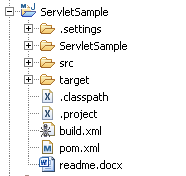 ServletSample
.settings
ServletSample
src
target
.classpath
.project
build.xml
pom.xml
readme.docx